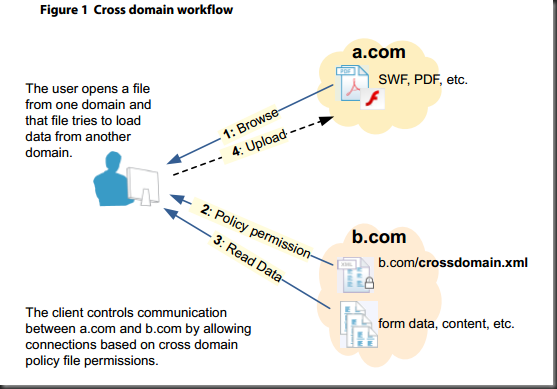 Figure 1 Cross domain workflow
a.com
PDF
SWF, PDF, etc.
The user opens a file
from one domain and
that file tries to load
data from another
domain.
1: Browse
4: Upload
2: Policy permission
3: Read Data
b.com
XML
b.com/crossdomain.xml
form data, content, etc.
The client controls communication
between a.com and b.com by allowing
connections based on cross domain
policy file permissions.